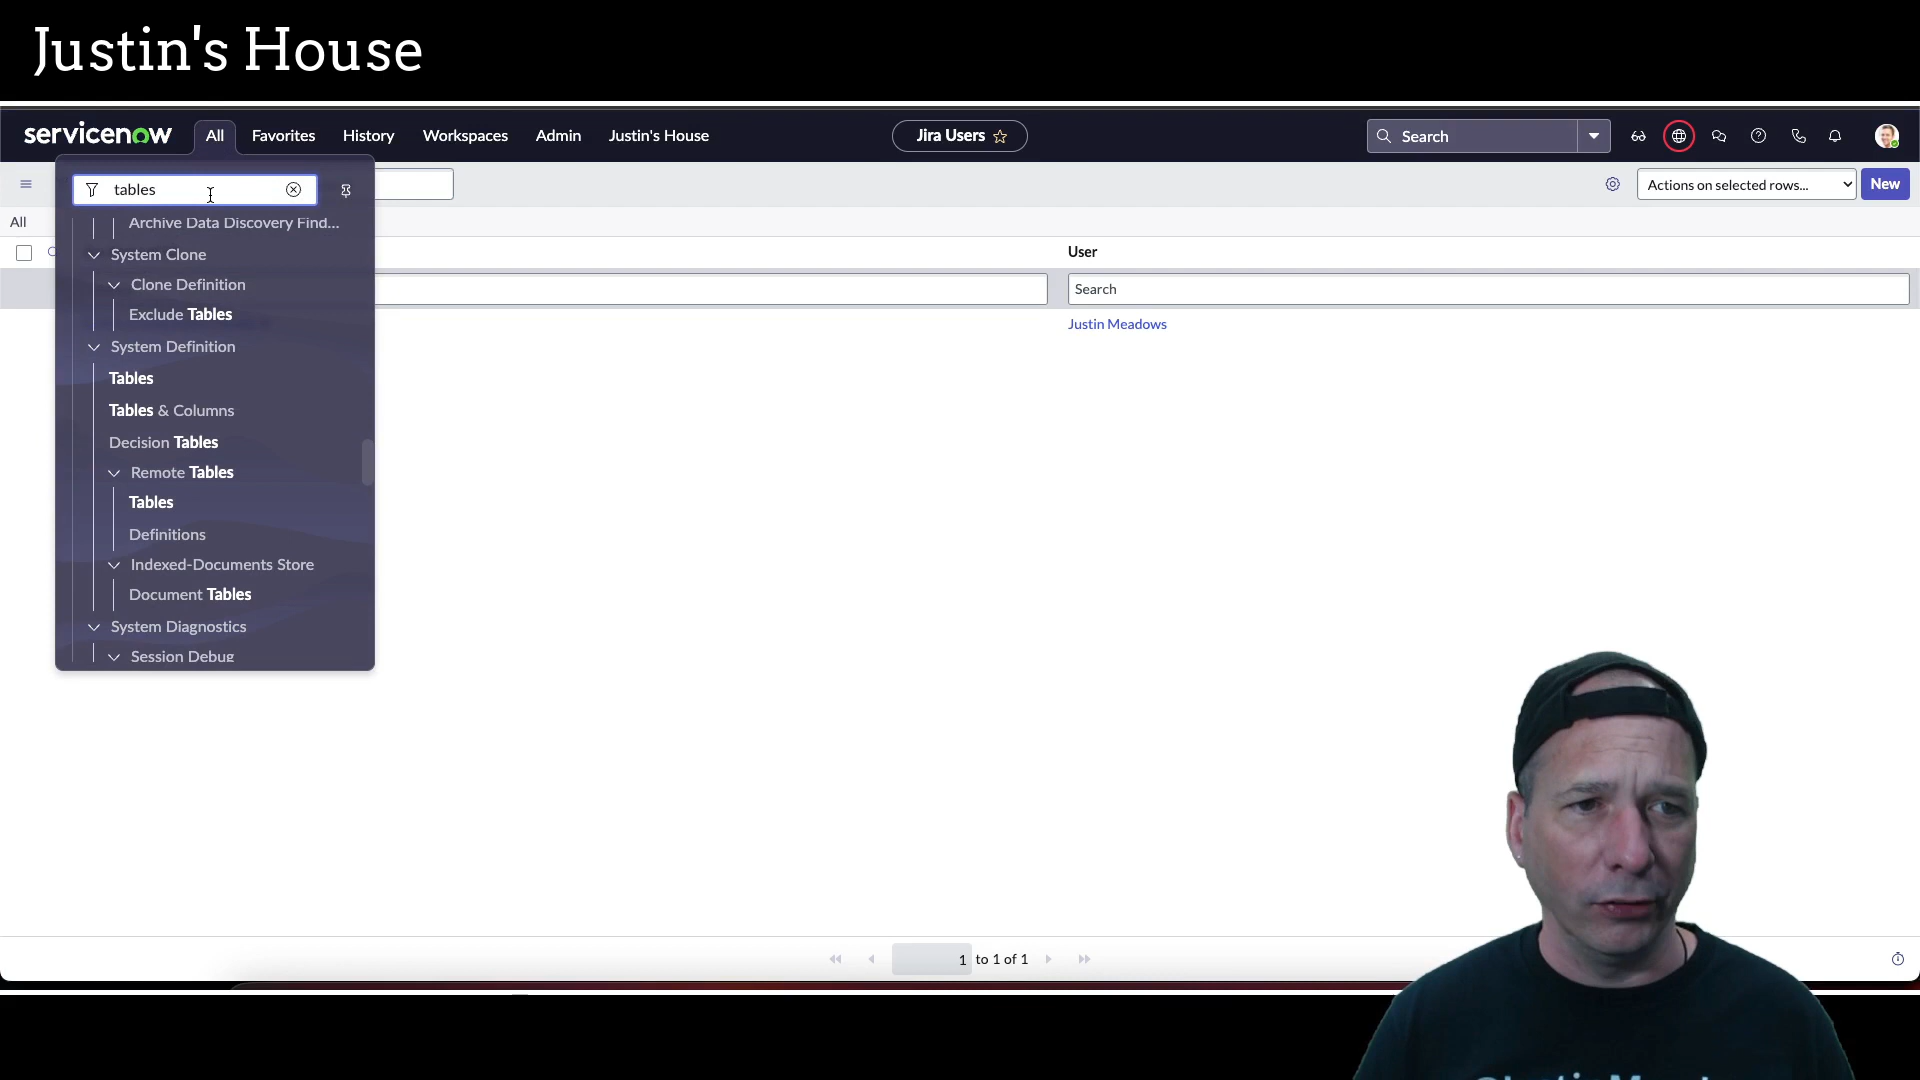 Justin's House
servicenow
All
Favorites
History
Workspaces
Admin
Justin's House
Jira Users
Search
tables
Actions on selected rows...
New
All
Archive Data Discovery Find...
System Clone
Clone Definition
Exclude Tables
System Definition
Tables
Tables & Columns
Decision Tables
Remote Tables
Tables
Definitions
Indexed-Documents Store
Document Tables
System Diagnostics
Session Debug
User
Search
Justin Meadows
1 to 1 of 1